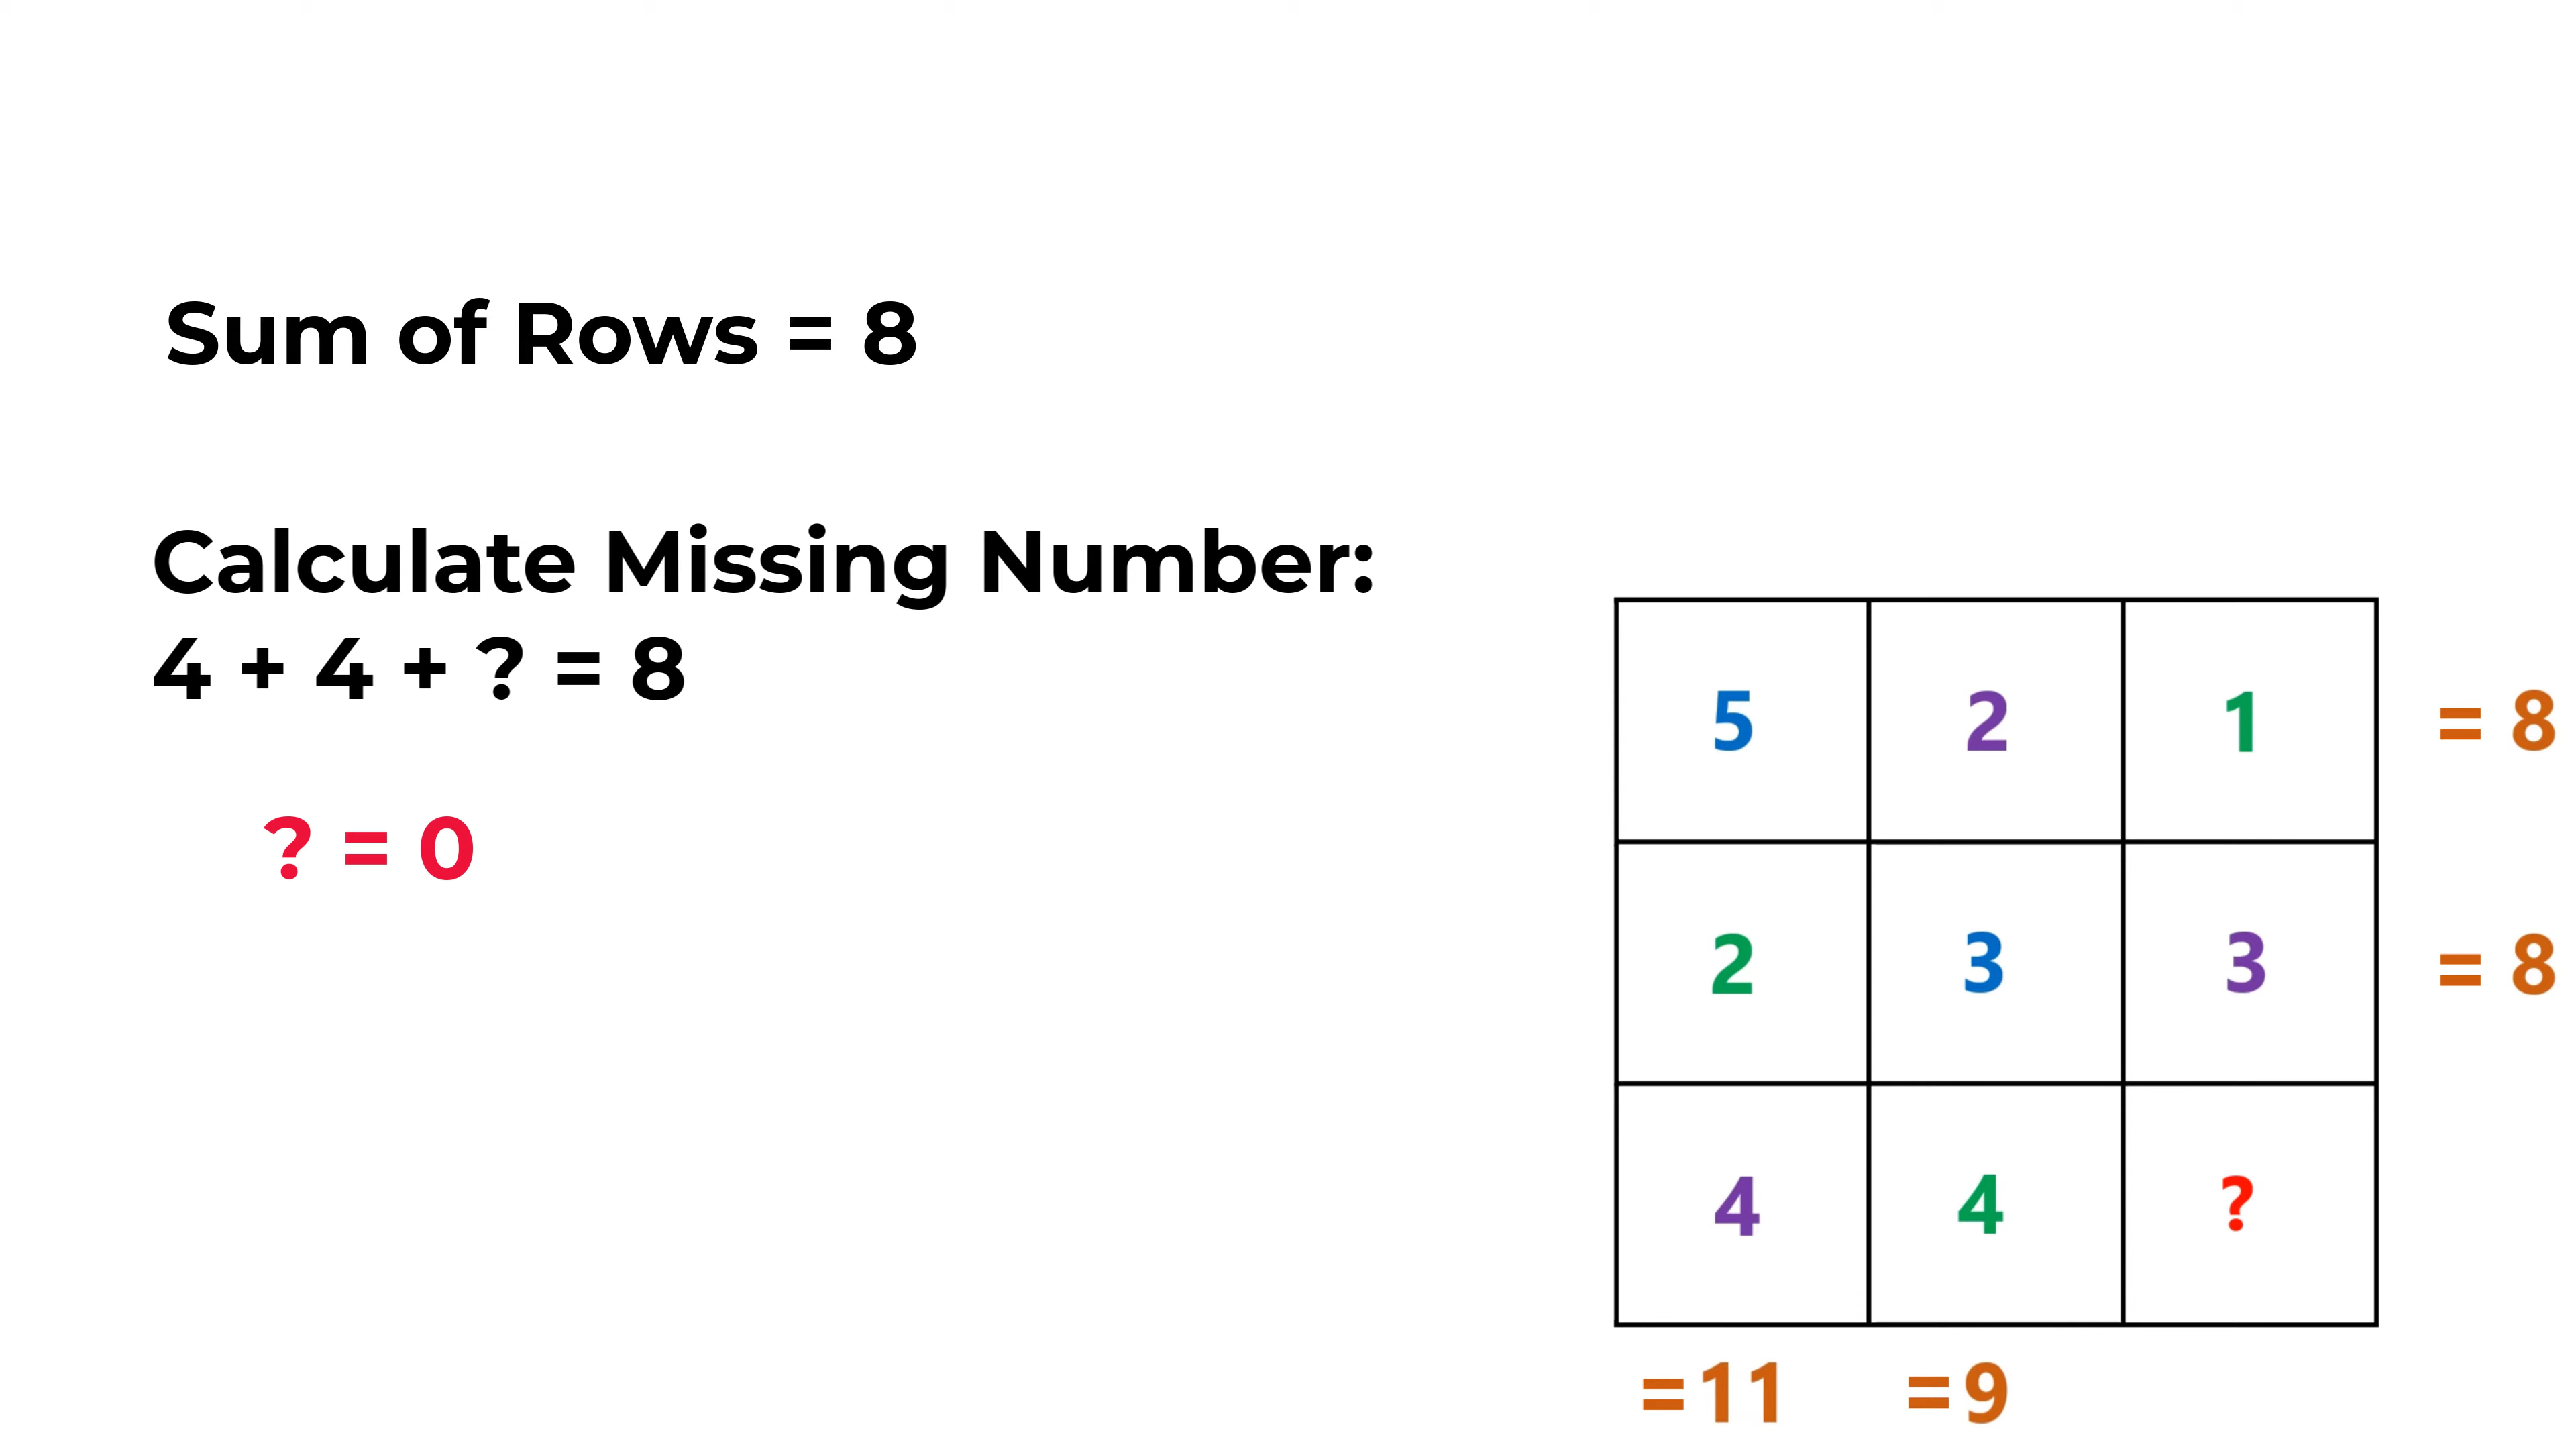 Sum of Rows = 8
Calculate Missing Number:
4 + 4 + ? = 8
? = 0
5 2 1 = 8
2 3 3 = 8
4 4 ?
=11 =9